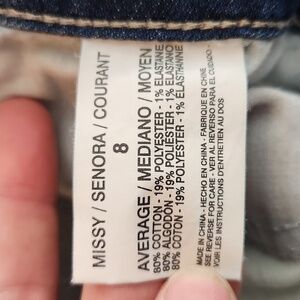 MISSY / SENORA / COURANT
8
AVERAGE / MEDIANO / MOYEN
80% COTTON - 19% POLYESTER - 1% ELASTANE
80% ALGODON - 19% POLIESTER - 1% ELASTANO
80% COTON - 19% POLYESTER - 1% ELASTHANNE
MADE IN CHINA - HECHO EN CHINA - FABRIQUE EN CHINE
SEE REVERSE FOR CARE - VER AL REVERSO PARA EL CUIDADO
VOIR LES INSTRUCTIONS D'ENTRETIEN AU DOS